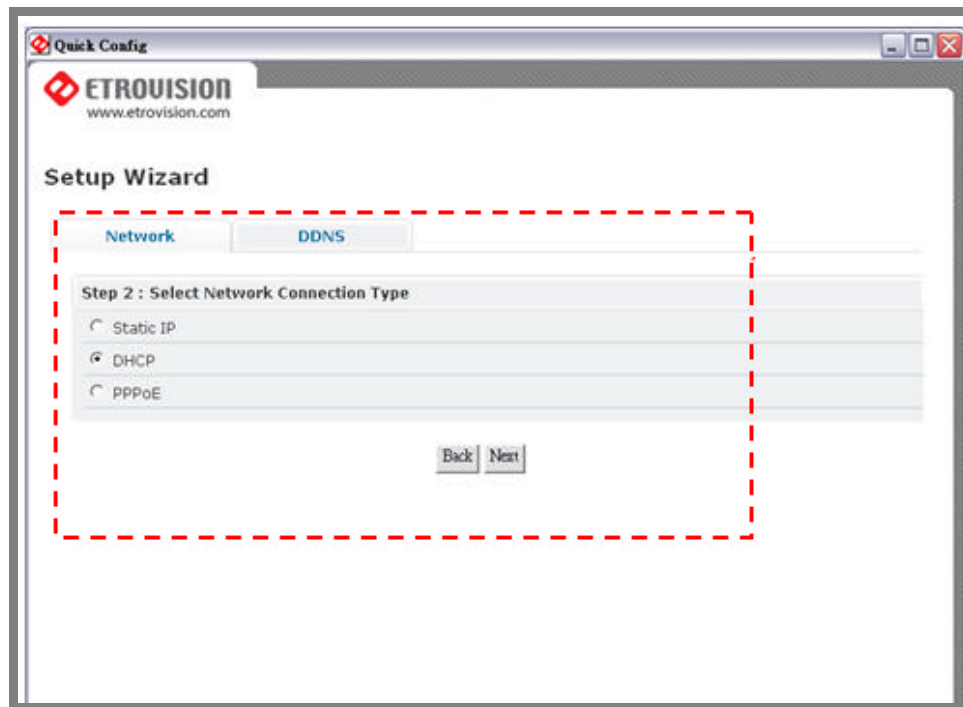 Quick Config
ETROVISION
www.etrovision.com
Setup Wizard
Network DDNS
Step 2 : Select Network Connection Type
Static IP
DHCP
PPPoE
Back Next